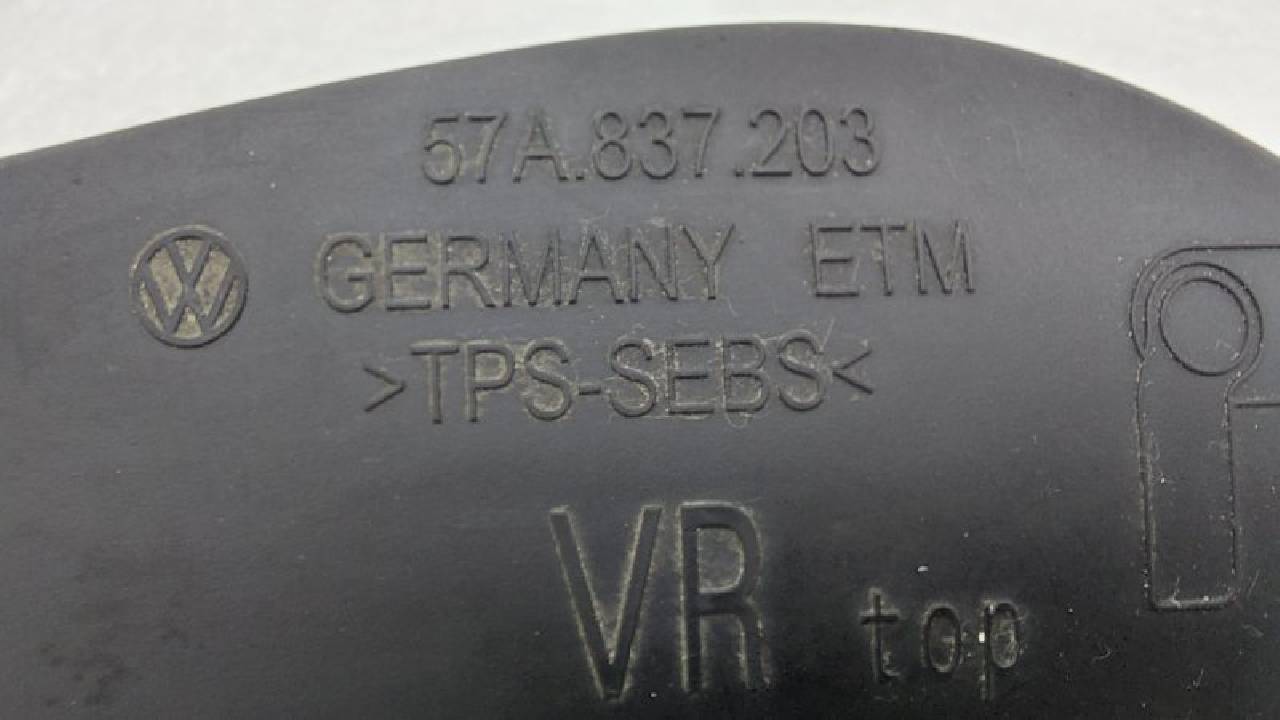 57A.837.203
GERMANY ETM
>TPS-SEBS<
VR top